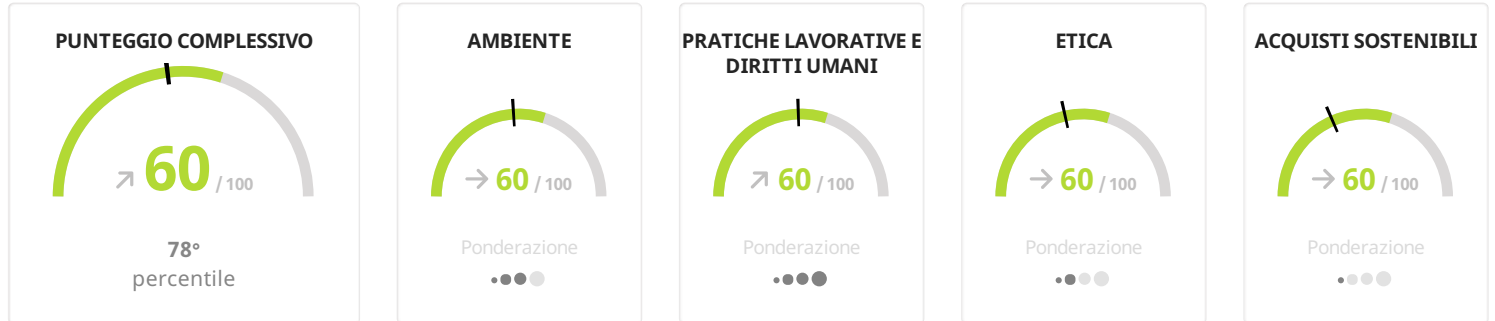 PUNTEGGIO COMPLESSIVO
60 / 100
78°
percentile
AMBIENTE
60 / 100
Ponderazione
PRATICHE LAVORATIVE E
DIRITTI UMANI
60 / 100
Ponderazione
ETICA
60 / 100
Ponderazione
ACQUISTI SOSTENIBILI
60 / 100
Ponderazione